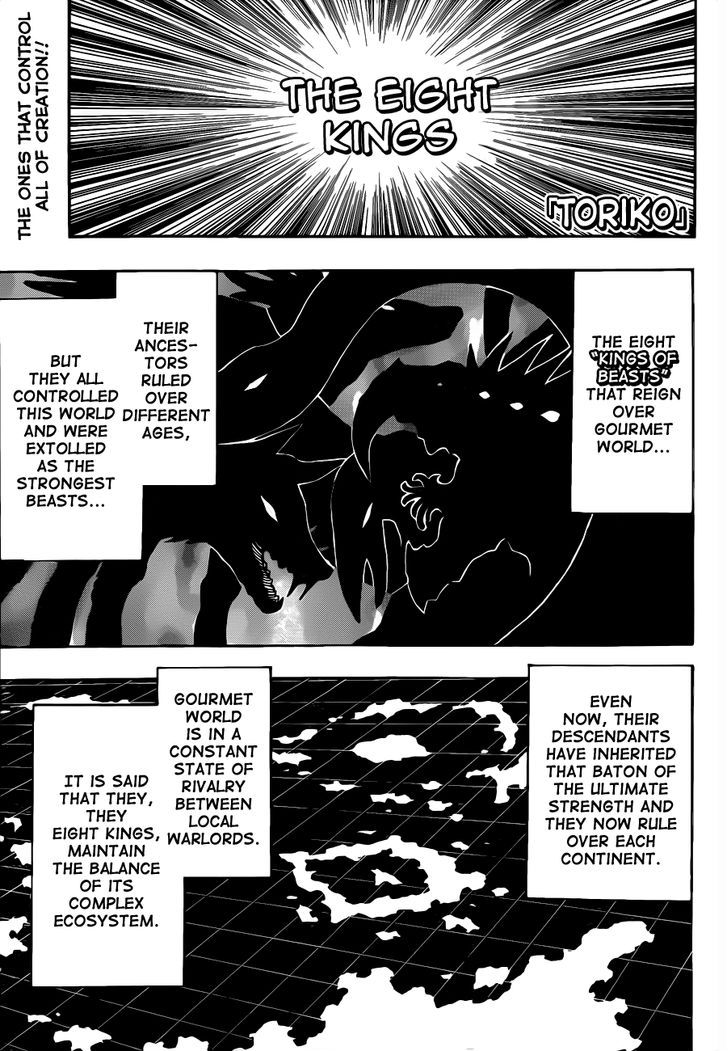 THE ONES THAT CONTROL
ALL OF CREATION!!
THE EIGHT
KINGS
「TORIKO」
THE EIGHT
"KINGS OF
BEASTS"
THAT REIGN
OVER
GOURMET
WORLD...
THEIR
ANCES-
TORS
RULED
OVER
DIFFERENT
AGES,
BUT
THEY ALL
CONTROLLED
THIS WORLD
AND WERE
EXTOLLED
AS THE
STRONGEST
BEASTS...
EVEN
NOW, THEIR
DESCENDANTS
HAVE INHERITED
THAT BATON OF
THE ULTIMATE
STRENGTH AND
THEY NOW RULE
OVER EACH
CONTINENT.
GOURMET
WORLD
IS IN A
CONSTANT
STATE OF
RIVALRY
BETWEEN
LOCAL
WARLORDS.
IT IS SAID
THAT THEY,
THEY
EIGHT KINGS,
MAINTAIN
THE BALANCE
OF ITS
COMPLEX
ECOSYSTEM.